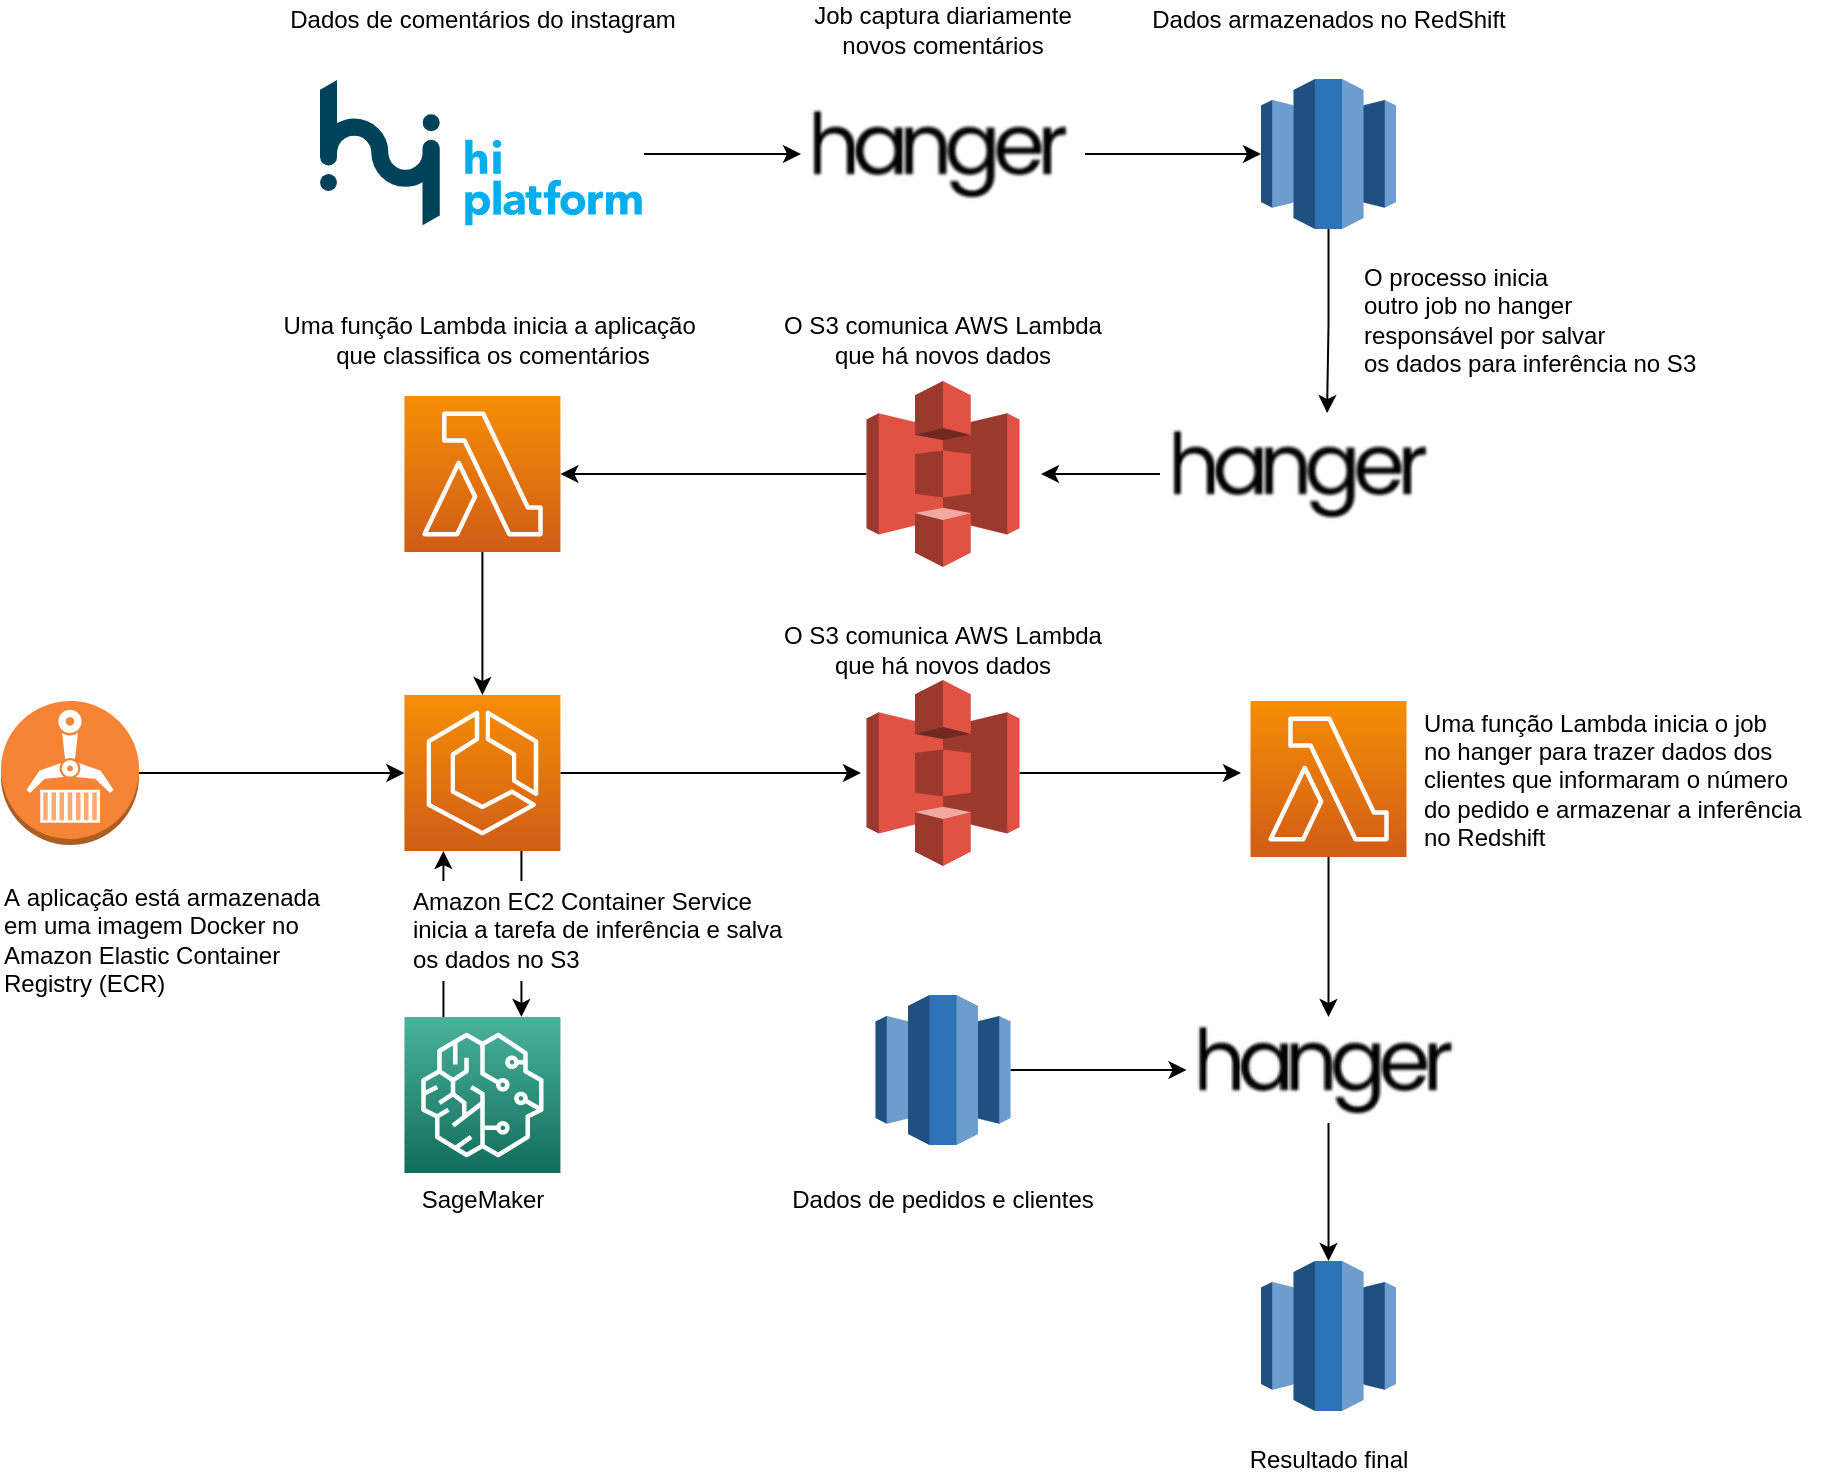 Dados de comentários do instagram
Job captura diariamente
novos comentários
Dados armazenados no RedShift
hi
platform
hanger
O processo inicia
outro job no hanger
responsável por salvar
os dados para inferência no S3
Uma função Lambda inicia a aplicação
que classifica os comentários
O S3 comunica AWS Lambda
que há novos dados
hanger
O S3 comunica AWS Lambda
que há novos dados
Uma função Lambda inicia o job
no hanger para trazer dados dos
clientes que informaram o número
do pedido e armazenar a inferência
no Redshift
A aplicação está armazenada
em uma imagem Docker no
Amazon Elastic Container
Registry (ECR)
Amazon EC2 Container Service
inicia a tarefa de inferência e salva
os dados no S3
hanger
SageMaker
Dados de pedidos e clientes
Resultado final